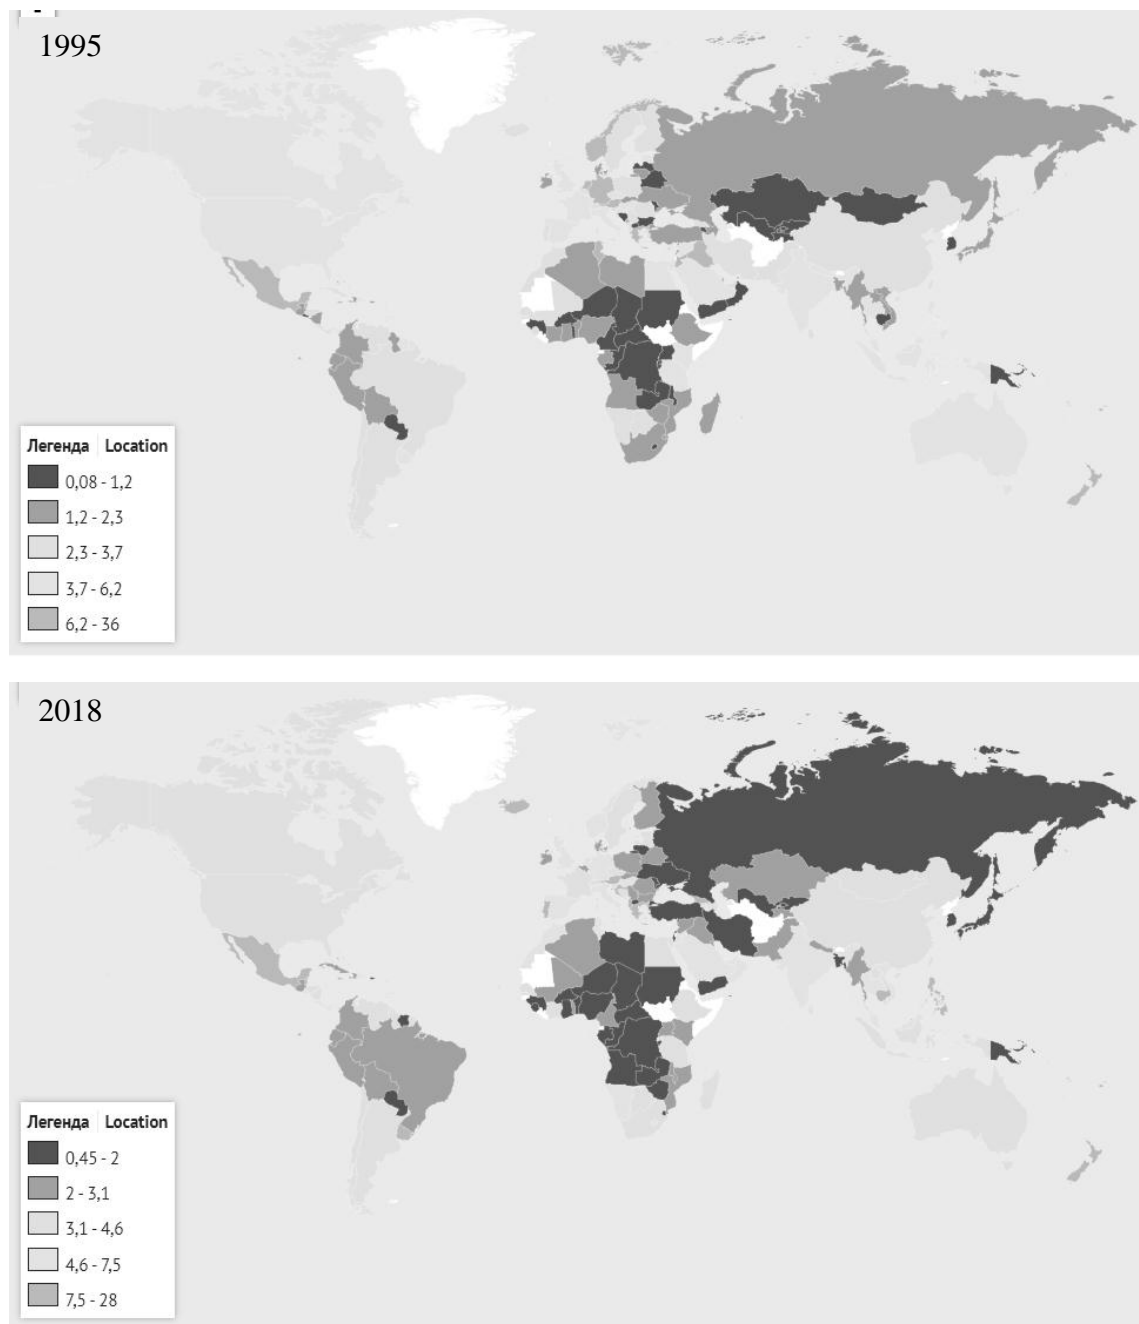 1995
Легенда Location
0,08 - 1,2
1,2 - 2,3
2,3 - 3,7
3,7 - 6,2
6,2 - 36
2018
Легенда Location
0,45 - 2
2 - 3,1
3,1 - 4,6
4,6 - 7,5
7,5 - 28